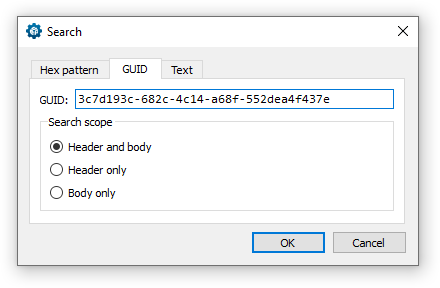 Search
Hex pattern GUID Text
GUID: 3c7d193c-682c-4c14-a68f-552dea4f437e
Search scope
Header and body
Header only
Body only
OK Cancel